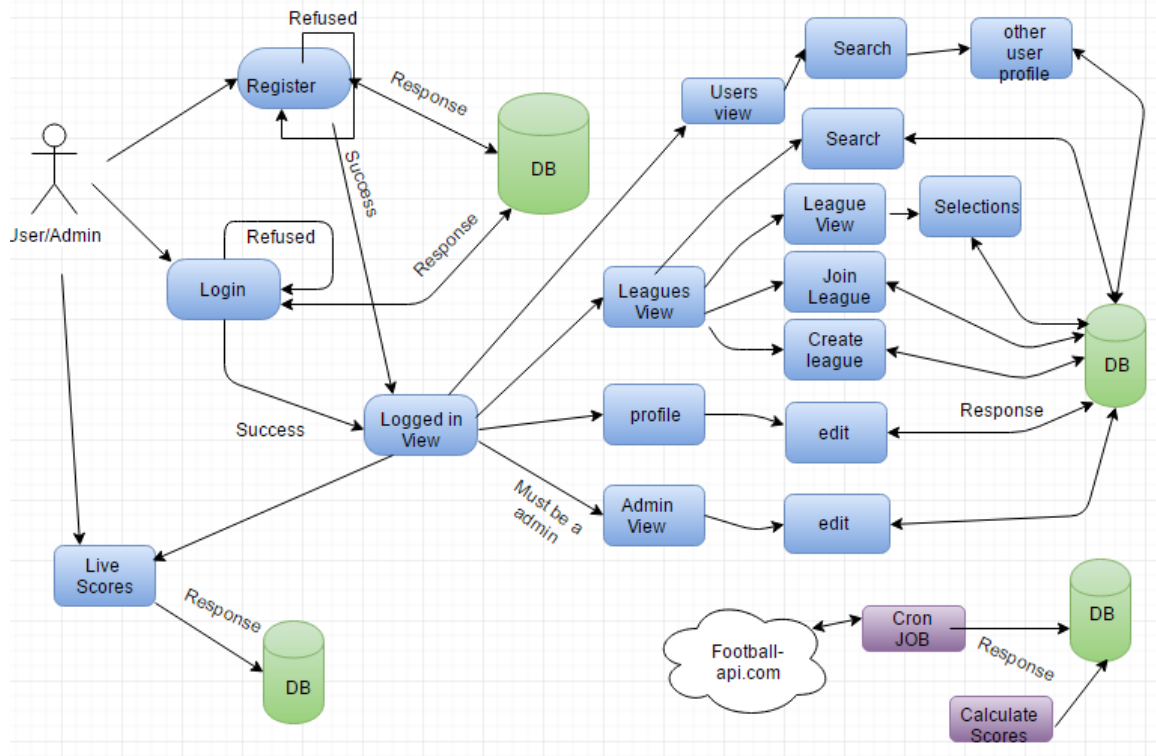 Refused
Register
Response
DB
Success
User/Admin
Refused
Login
Response
Success
Logged in
View
Live
Scores
Response
DB
Users
view
Search
other
user
profile
Search
League
View
Selections
Leagues
View
Join
League
Create
league
DB
profile
edit
Response
Must be a
admin
Admin
View
edit
Football-
api.com
Cron
JOB
Response
DB
Calculate
Scores